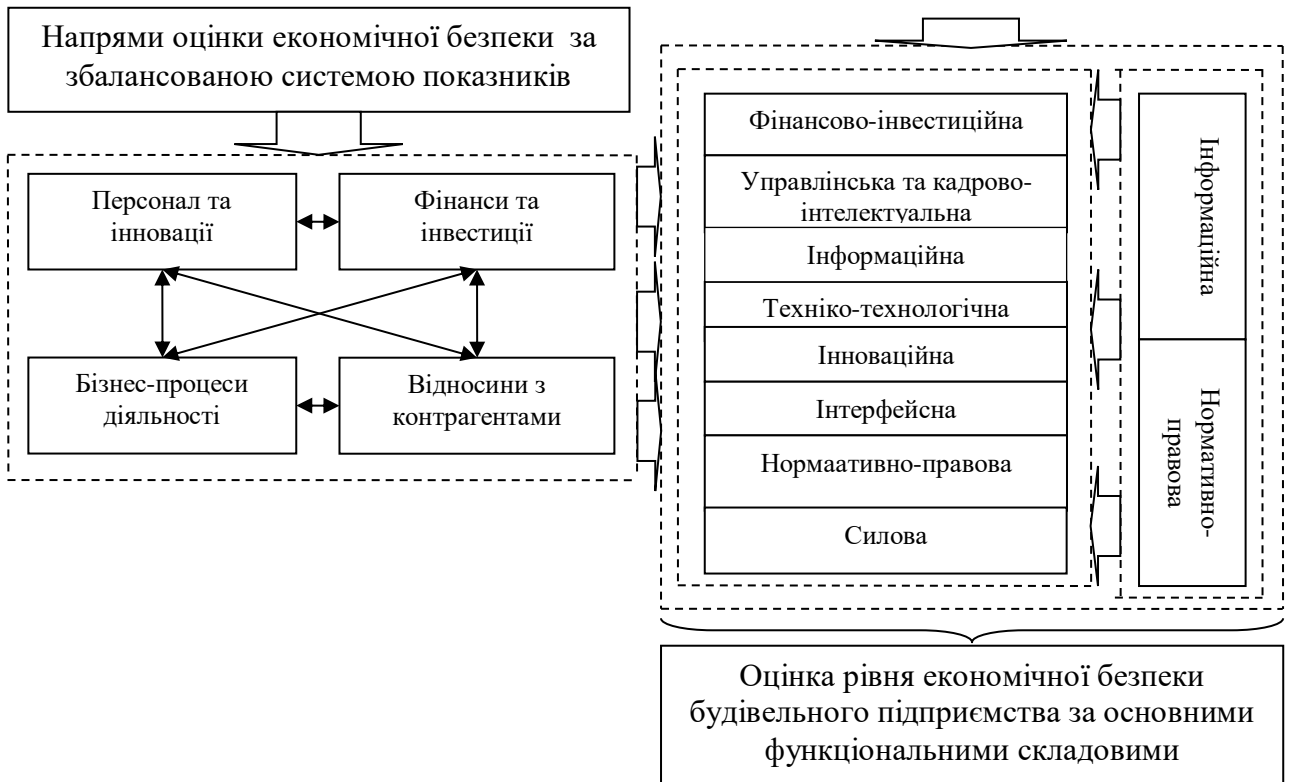 Напрями оцінки економічної безпеки за
збалансованою системою показників
Персонал та
інновації
Фінанси та
інвестиції
Бізнес-процеси
діяльності
Відносини з
контрагентами
Фінансово-інвестиційна
Управлінська та кадрово-
інтелектуальна
Інформаційна
Техніко-технологічна
Інноваційна
Інтерфейсна
Нормаативно-правова
Силова
Інформаційна
Нормативно-
правова
Оцінка рівня економічної безпеки
будівельного підприємства за основними
функціональними складовими